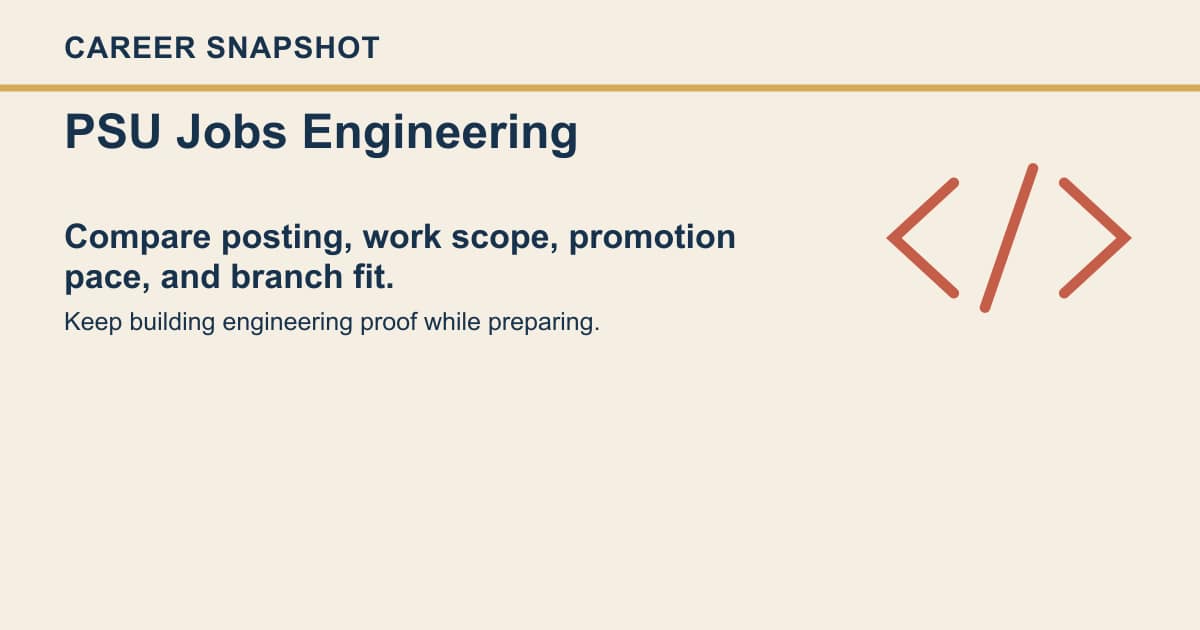 CAREER SNAPSHOT
PSU Jobs Engineering
Compare posting, work scope, promotion
pace, and branch fit.
Keep building engineering proof while preparing.